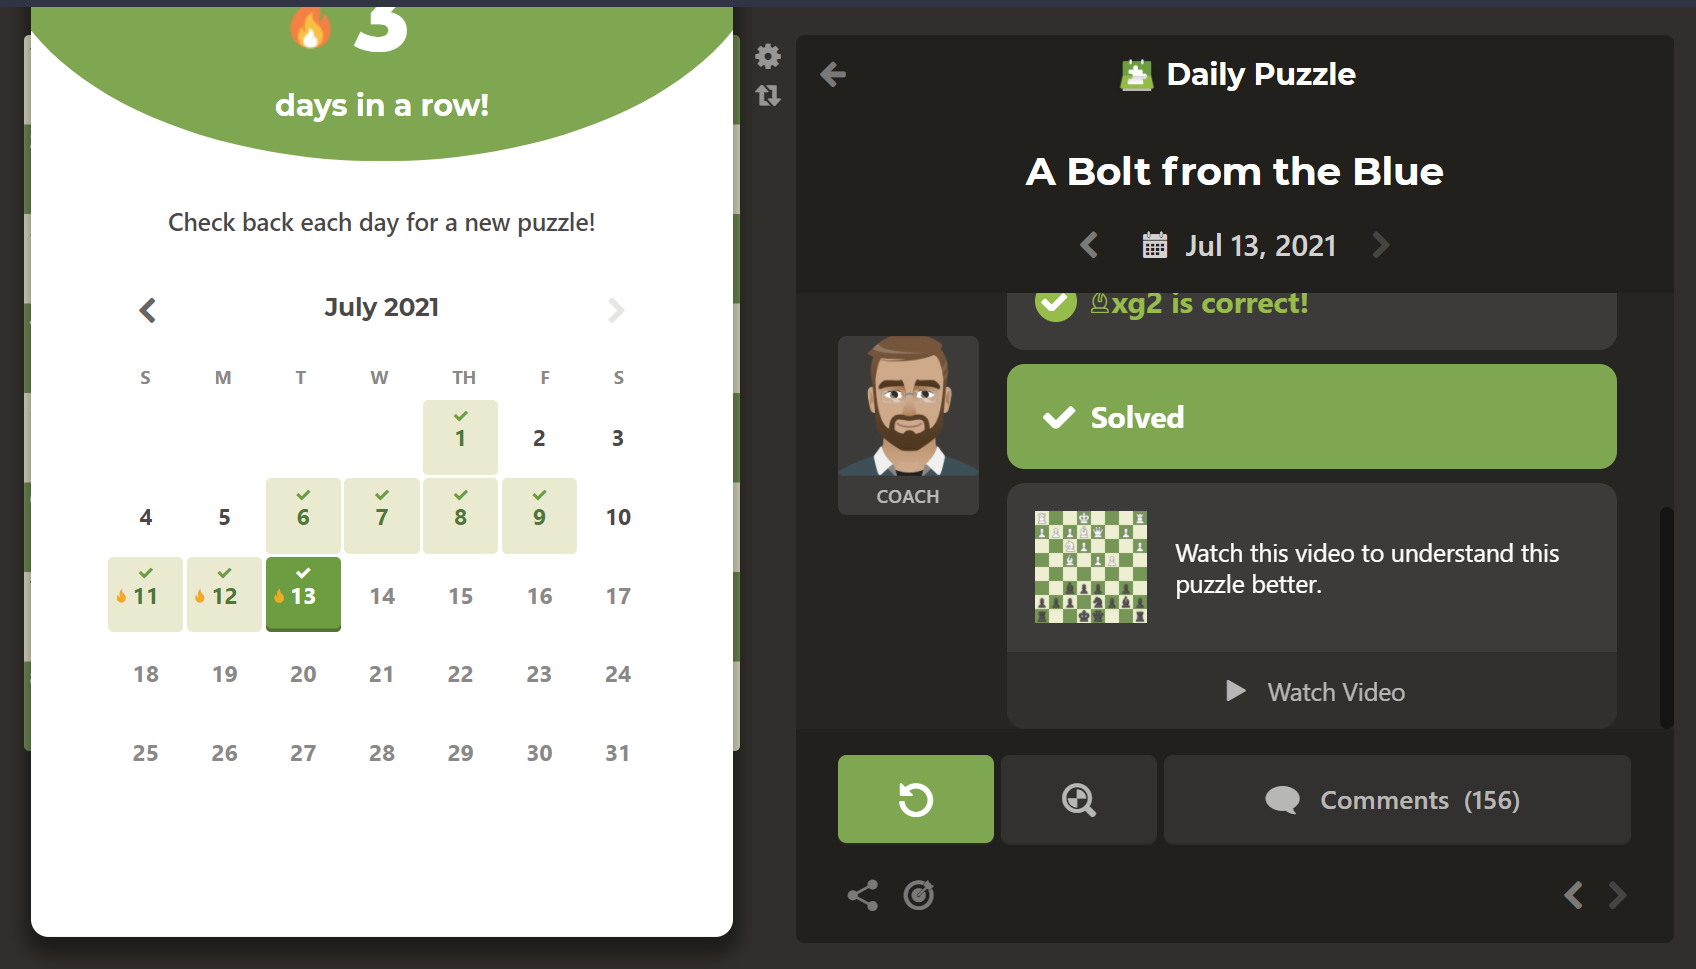 3
days in a row!
Check back each day for a new puzzle!
July 2021
S M T W TH F S
1 2 3
4 5 6 7 8 9 10
11 12 13 14 15 16 17
18 19 20 21 22 23 24
25 26 27 28 29 30 31
Daily Puzzle
A Bolt from the Blue
Jul 13, 2021
♗xg2 is correct!
COACH
Solved
Watch this video to understand this
puzzle better.
Watch Video
Comments (156)